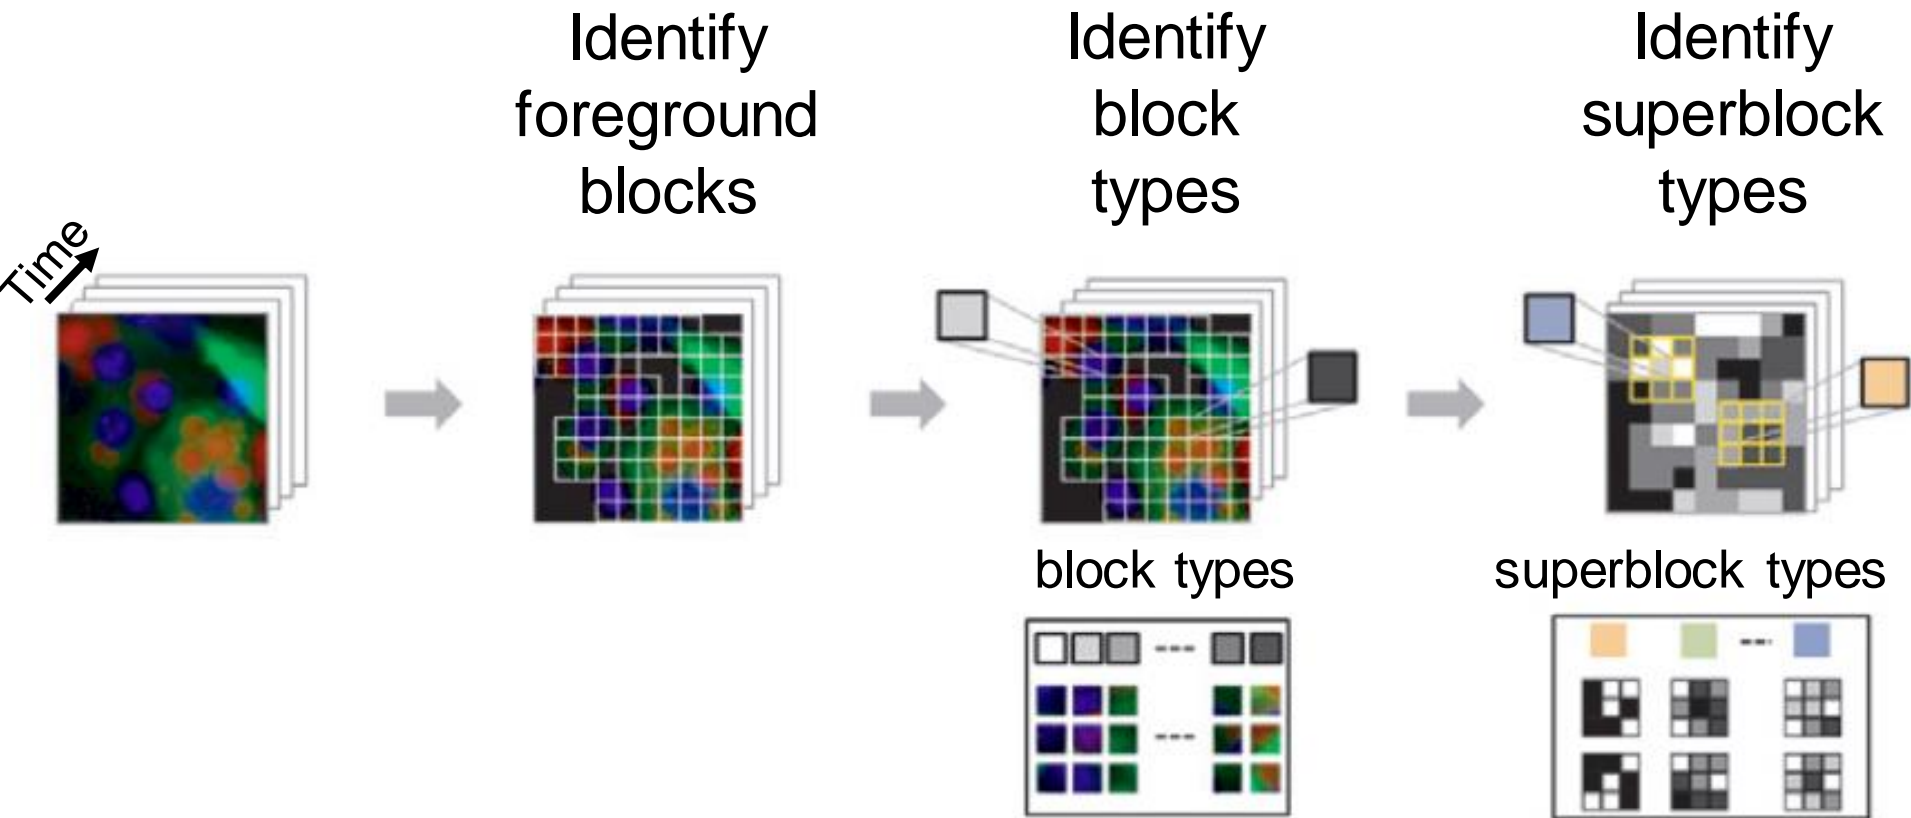 Identify
foreground
blocks
Identify
block
types
Identify
superblock
types
Time
block types
superblock types